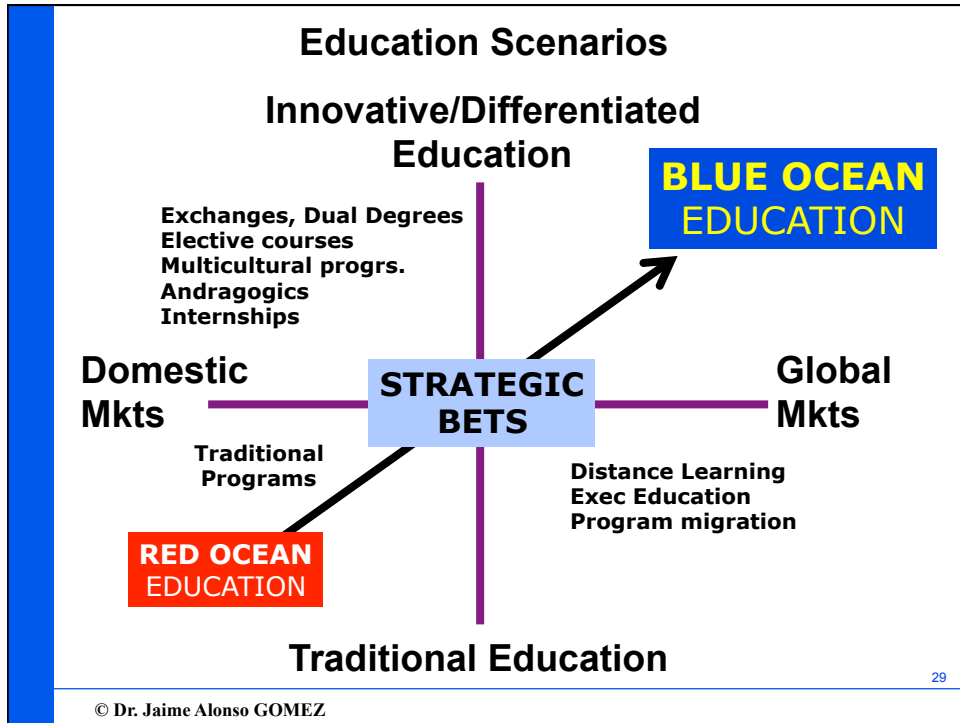 Education Scenarios
Innovative/Differentiated
Education
BLUE OCEAN
EDUCATION
Exchanges, Dual Degrees
Elective courses
Multicultural progrs.
Andragogics
Internships
Domestic
Mkts
STRATEGIC
BETS
Global
Mkts
Traditional
Programs
Distance Learning
Exec Education
Program migration
RED OCEAN
EDUCATION
Traditional Education
29
© Dr. Jaime Alonso GOMEZ